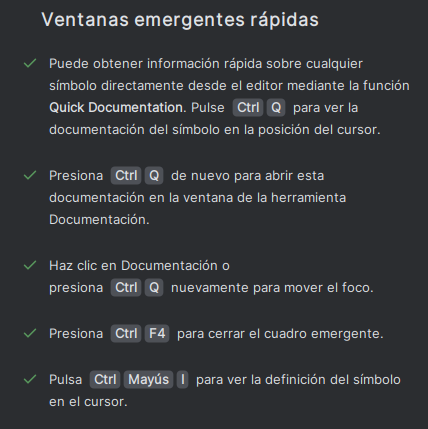 Ventanas emergentes rápidas
Puede obtener información rápida sobre cualquier
símbolo directamente desde el editor mediante la función
Quick Documentation. Pulse Ctrl Q para ver la
documentación del símbolo en la posición del cursor.
Presiona Ctrl Q de nuevo para abrir esta
documentación en la ventana de la herramienta
Documentación.
Haz clic en Documentación o
presiona Ctrl Q nuevamente para mover el foco.
Presiona Ctrl F4 para cerrar el cuadro emergente.
Pulsa Ctrl Mayús I para ver la definición del símbolo
en el cursor.